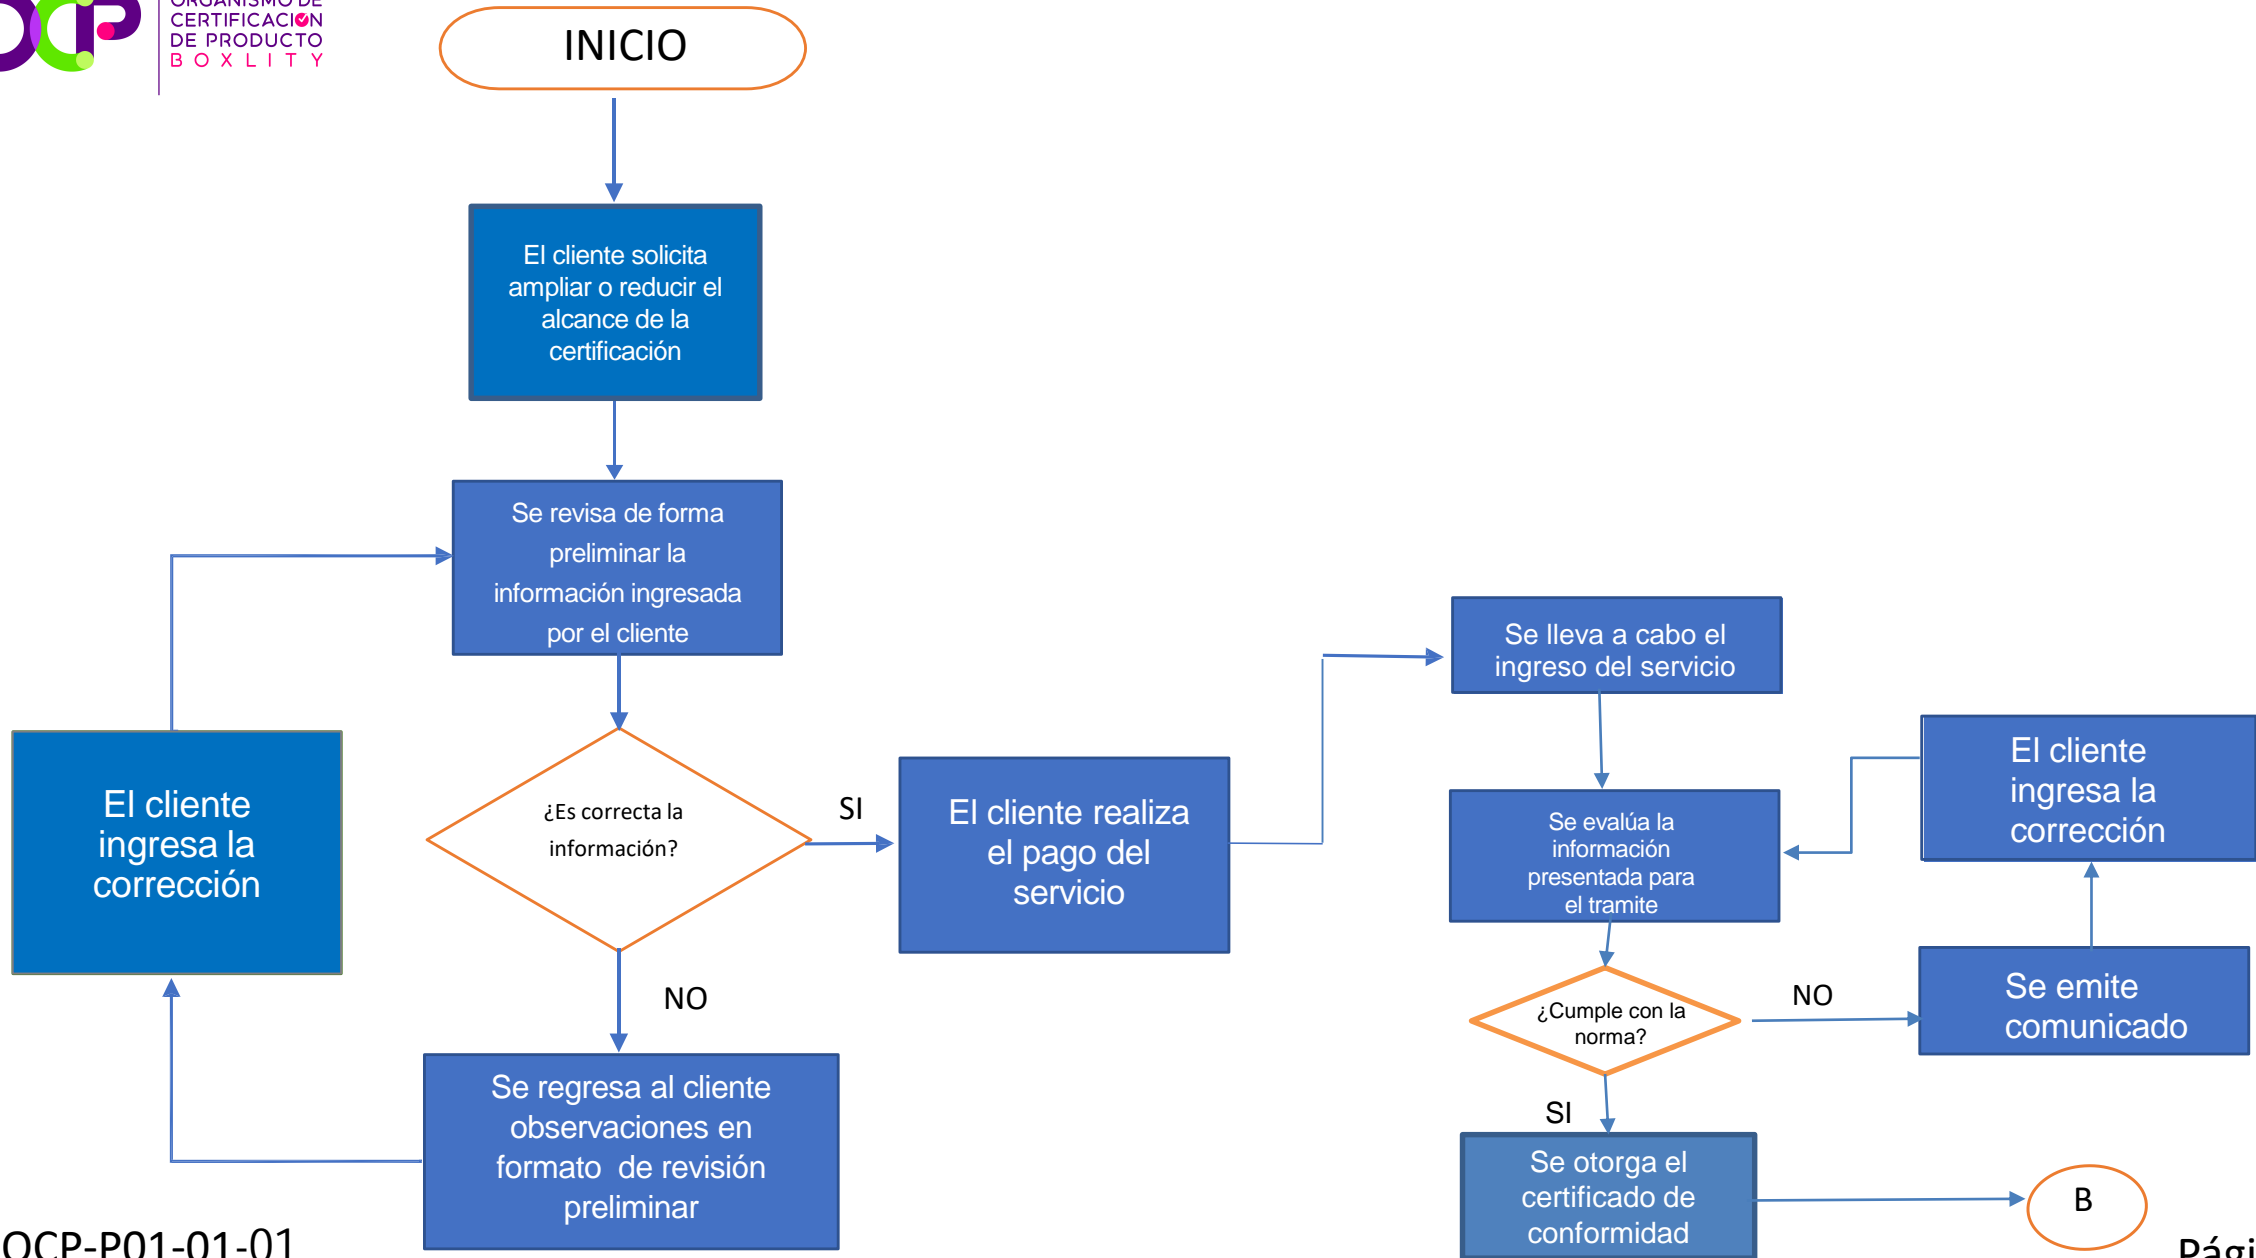 ORGANISMO DE
CERTIFICACIÓN
DE PRODUCTO
BOXLITY
INICIO
El cliente solicita
ampliar o reducir el
alcance de la
certificación
Se revisa de forma
preliminar la
información ingresada
por el cliente
¿Es correcta la
información?
SI
NO
El cliente
ingresa la
corrección
Se regresa al cliente
observaciones en
formato de revisión
preliminar
El cliente realiza
el pago del
servicio
Se lleva a cabo el
ingreso del servicio
Se evalúa la
información
presentada para
el tramite
¿Cumple con la
norma?
NO
SI
El cliente
ingresa la
corrección
Se emite
comunicado
Se otorga el
certificado de
conformidad
B
OCP-P01-01-01